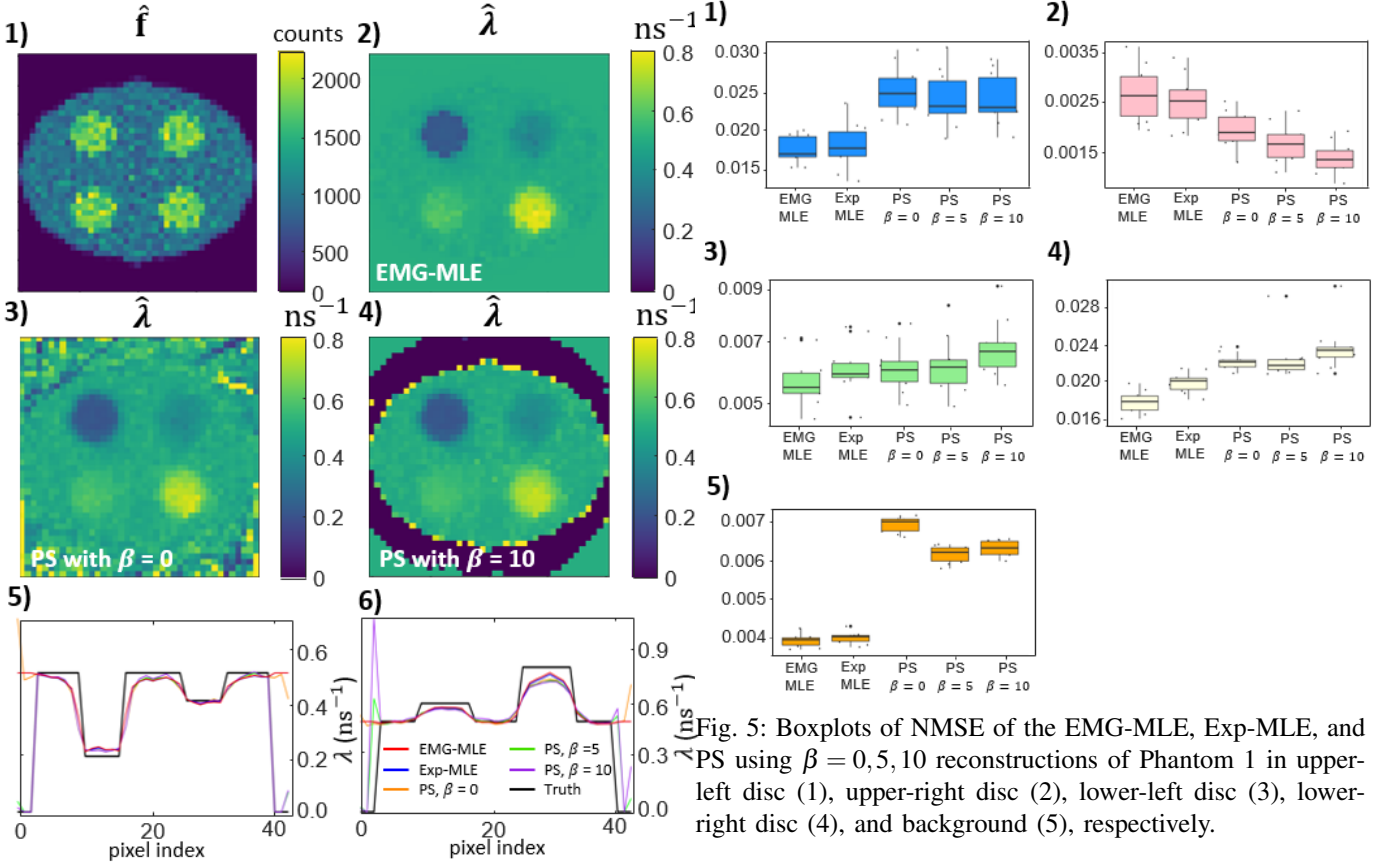 1)
f̂
counts
2000
1500
1000
500
0
2)
λ̂
ns⁻¹
0.8
0.6
0.4
0.2
0
EMG-MLE
3)
λ̂
ns⁻¹
0.8
0.6
0.4
0.2
0
PS with β = 0
4)
λ̂
ns⁻¹
0.8
0.6
0.4
0.2
0
PS with β = 10
5)
0.6
0.4
0.2
0.0
λ (ns⁻¹)
0
20
40
pixel index
6)
0.9
0.6
0.3
0.0
λ (ns⁻¹)
EMG-MLE
Exp-MLE
PS, β = 0
PS, β =5
PS, β = 10
Truth
0
20
40
pixel index
1)
0.030
0.025
0.020
0.015
EMG MLE
Exp MLE
PS β = 0
PS β = 5
PS β = 10
2)
0.0035
0.0025
0.0015
EMG MLE
Exp MLE
PS β = 0
PS β = 5
PS β = 10
3)
0.009
0.007
0.005
EMG MLE
Exp MLE
PS β = 0
PS β = 5
PS β = 10
4)
0.028
0.024
0.020
0.016
EMG MLE
Exp MLE
PS β = 0
PS β = 5
PS β = 10
5)
0.007
0.006
0.005
0.004
EMG MLE
Exp MLE
PS β = 0
PS β = 5
PS β = 10
Fig. 5: Boxplots of NMSE of the EMG-MLE, Exp-MLE, and
PS using β = 0, 5, 10 reconstructions of Phantom 1 in upper-
left disc (1), upper-right disc (2), lower-left disc (3), lower-
right disc (4), and background (5), respectively.